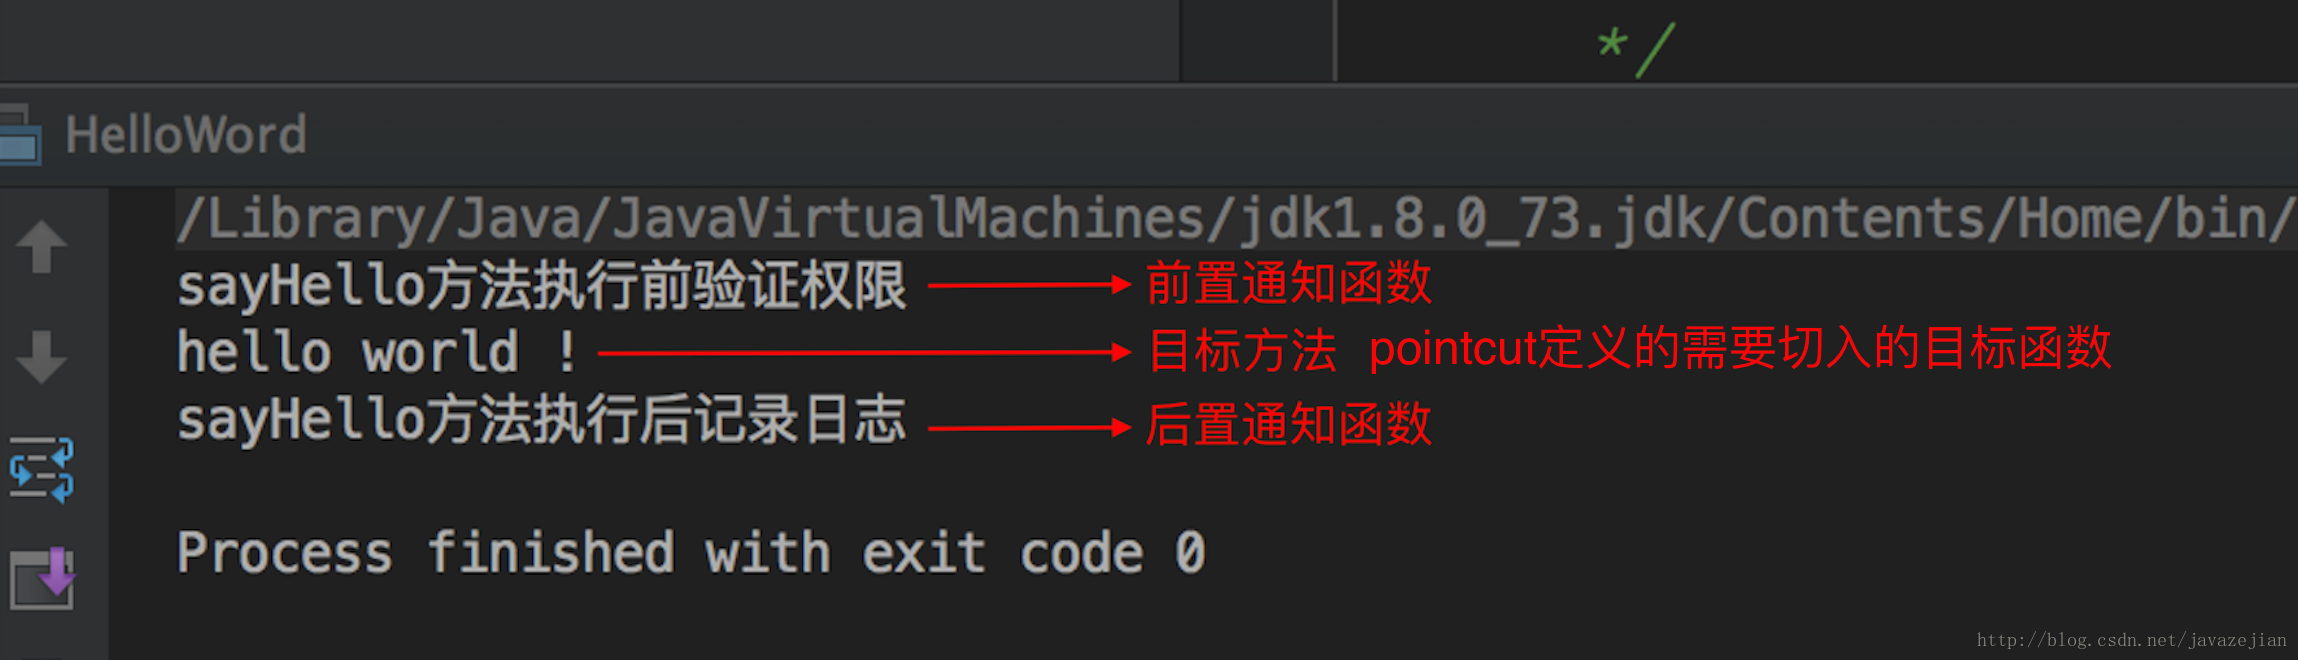 */
HelloWord
/Library/Java/JavaVirtualMachines/jdk1.8.0_73.jdk/Contents/Home/bin/
sayHello方法执行前验证权限 前置通知函数
hello world ! 目标方法 pointcut定义的需要切入的目标函数
sayHello方法执行后记录日志 后置通知函数
Process finished with exit code 0
http://blog.csdn.net/javazejian